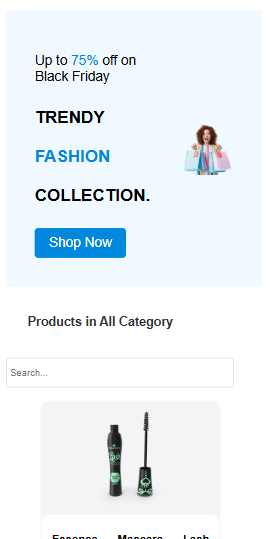 Up to 75% off on
Black Friday
TRENDY
FASHION
COLLECTION.
Shop Now
Products in All Category
Search...
Essence Mascara Lash